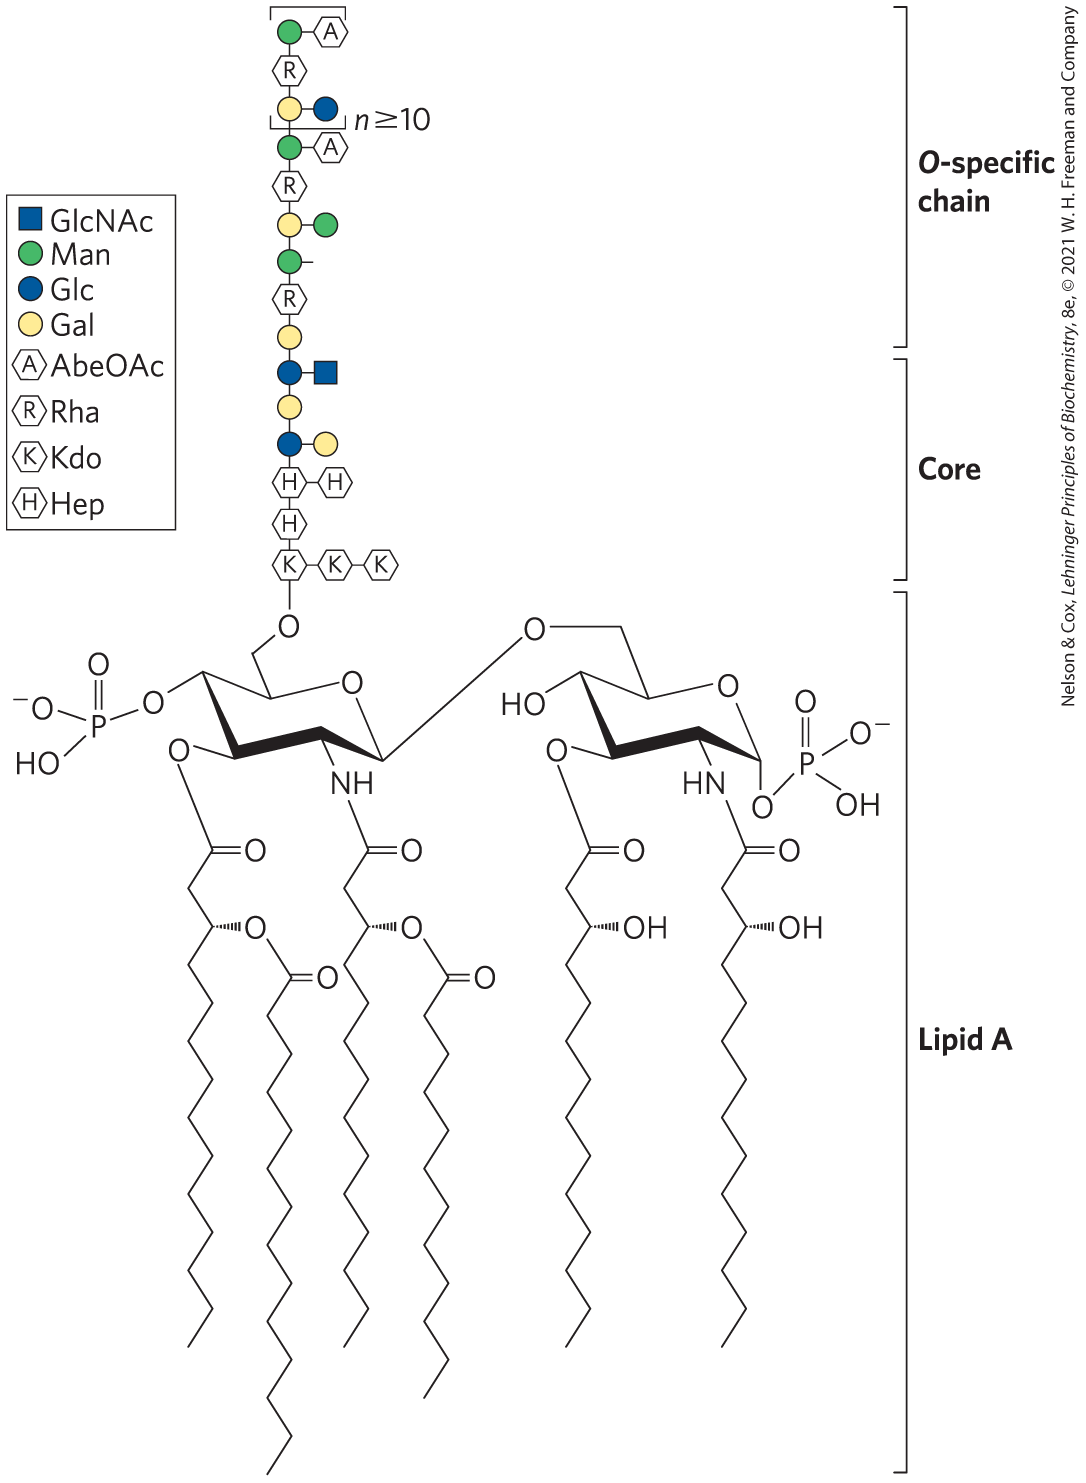 A
R
n ≥10
A
R
R
H H
H
K K K
GlcNAc
Man
Glc
Gal
A AbeOAc
R Rha
K Kdo
H Hep
O-specific
chain
Core
Lipid A
O
O
O
O
⁻O
P
O
HO
O
NH
O
O
O
O
O
O
HO
O
O
HN
O
O
P
O⁻
OH
O
O
OH
OH
Nelson & Cox, Lehninger Principles of Biochemistry, 8e, © 2021 W. H. Freeman and Company